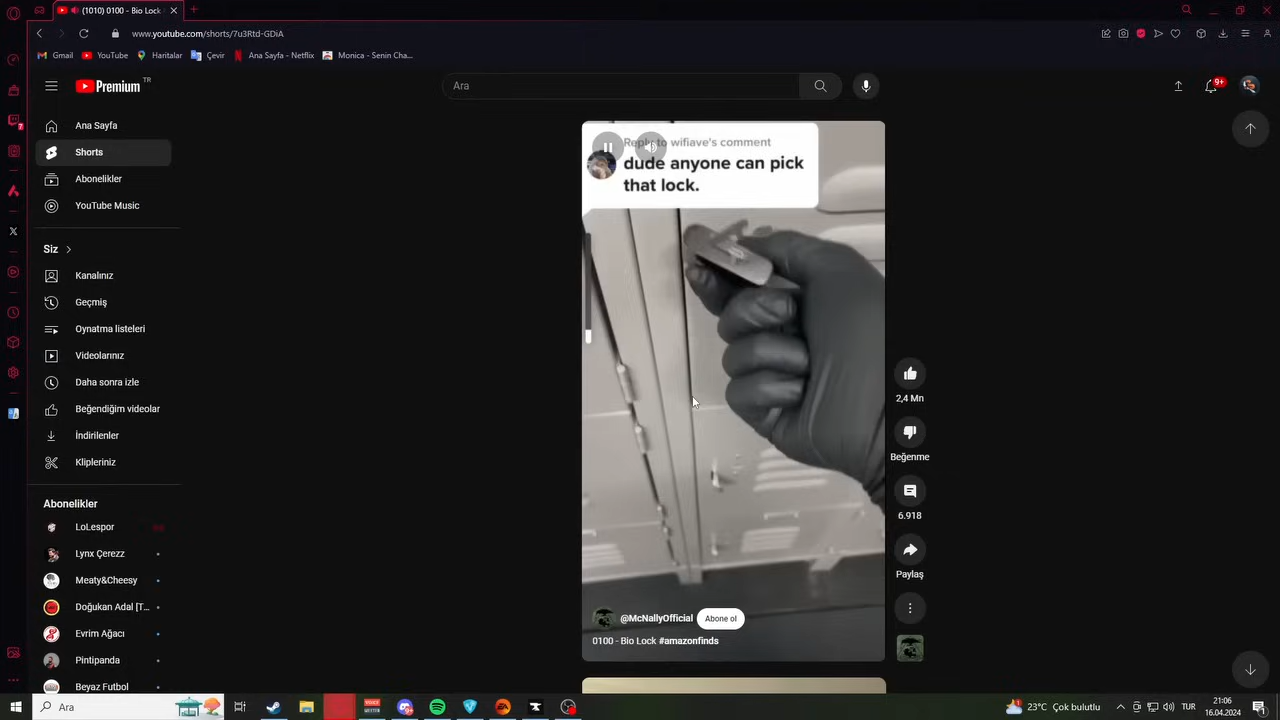 (1010) 0100 - Bio Lock
www.youtube.com/shorts/7u3Rtd-GDiA
Gmail
YouTube
Haritalar
Çevir
Ana Sayfa - Netflix
Monica - Senin Cha...
Premium TR
Ara
9+
Ana Sayfa
Shorts
Abonelikler
YouTube Music
Siz
Kanalınız
Geçmiş
Oynatma listeleri
Videolarınız
Daha sonra izle
Beğendiğim videolar
İndirilenler
Klipleriniz
Abonelikler
LoLespor
Lynx Çerezz
Meaty&Cheesy
Doğukan Adal [T...
Evrim Ağacı
Pintipanda
Beyaz Futbol
Reply to wifiave's comment
dude anyone can pick
that lock.
@McNallyOfficial
Abone ol
0100 - Bio Lock #amazonfinds
2,4 Mn
Beğenme
6.918
Paylaş
Ara
23°C Çok bulutlu
TUR
21:06
16.04.2024